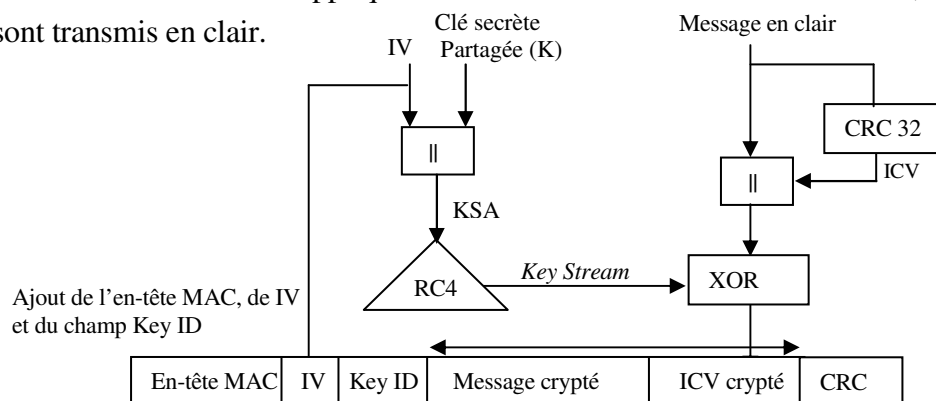 sont transmis en clair.
Clé secrète
Partagée (K)
IV
Message en clair
CRC 32
||
ICV
||
KSA
RC4
Key Stream
XOR
Ajout de l'en-tête MAC, de IV
et du champ Key ID
En-tête MAC IV Key ID Message crypté ICV crypté CRC